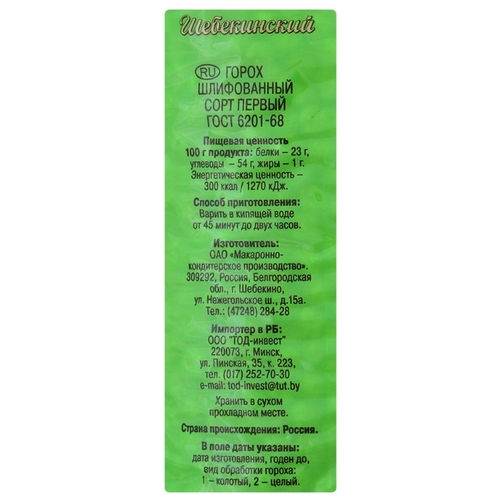 Шебекинский
RU ГОРОХ
ШЛИФОВАННЫЙ
СОРТ ПЕРВЫЙ
ГОСТ 6201-68
Пищевая ценность
100 г продукта: белки – 23 г,
углеводы – 54 г, жиры – 1 г.
Энергетическая ценность –
300 ккал / 1270 кДж.
Способ приготовления:
Варить в кипящей воде
от 45 минут до двух часов.
Изготовитель:
ОАО «Макаронно-
кондитерское производство».
309292, Россия, Белгородская
обл., г. Шебекино,
ул. Нежегольское ш., д.15а.
Тел.: (47248) 284-28
Импортер в РБ:
ООО "ТОД-инвест"
220073, г. Минск,
ул. Пинская, 35, к. 223,
тел. (017) 252-70-30
e-mail: tod-invest@tut.by
Хранить в сухом
прохладном месте.
Страна происхождения: Россия.
В поле даты указаны:
дата изготовления, годен до,
вид обработки гороха:
1 – колотый, 2 – целый.